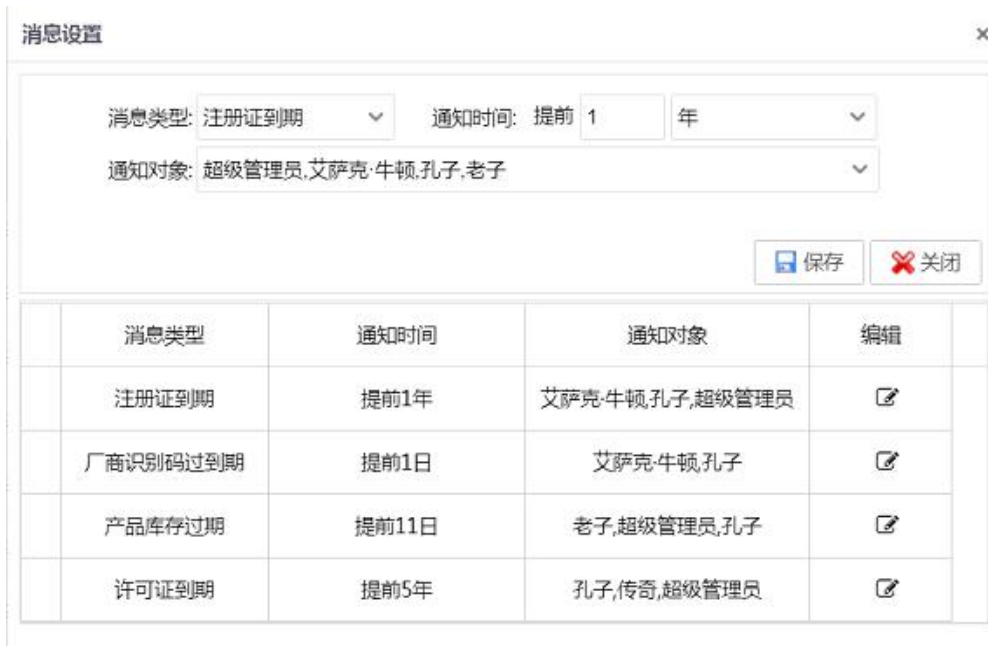 消息设置
消息类型: 注册证到期 通知时间: 提前 1 年
通知对象: 超级管理员,艾萨克·牛顿,孔子,老子
保存 关闭
消息类型 通知时间 通知对象 编辑
注册证到期 提前1年 艾萨克·牛顿,孔子,超级管理员
厂商识别码过到期 提前1日 艾萨克·牛顿,孔子
产品库存过期 提前11日 老子,超级管理员,孔子
许可证到期 提前5年 孔子,传奇,超级管理员